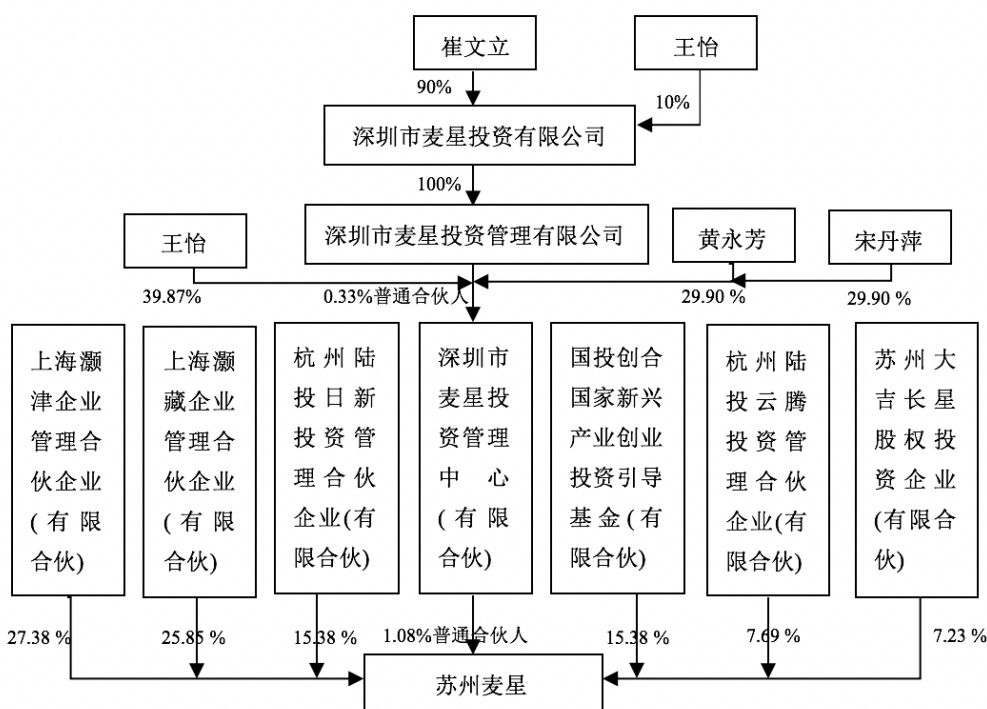 崔文立
王怡
90%
10%
深圳市麦星投资有限公司
100%
王怡
深圳市麦星投资管理有限公司
黄永芳
宋丹萍
39.87%
0.33%普通合伙人
29.90 %
29.90 %
上海灏
津企业
管理合
伙企业
(有限
合伙)
上海灏
藏企业
管理合
伙企业
(有限
合伙)
杭州陆
投日新
投资管
理合伙
企业(有
限合伙)
深圳市
麦星投
资管理
中心
(有限
合伙)
国投创合
国家新兴
产业创业
投资引导
基金(有
限合伙)
杭州陆
投云腾
投资管
理合伙
企业(有
限合伙)
苏州大
吉长星
股权投
资企业
(有限合
伙)
27.38 %
25.85 %
15.38 %
1.08%普通合伙人
15.38 %
7.69 %
7.23 %
苏州麦星